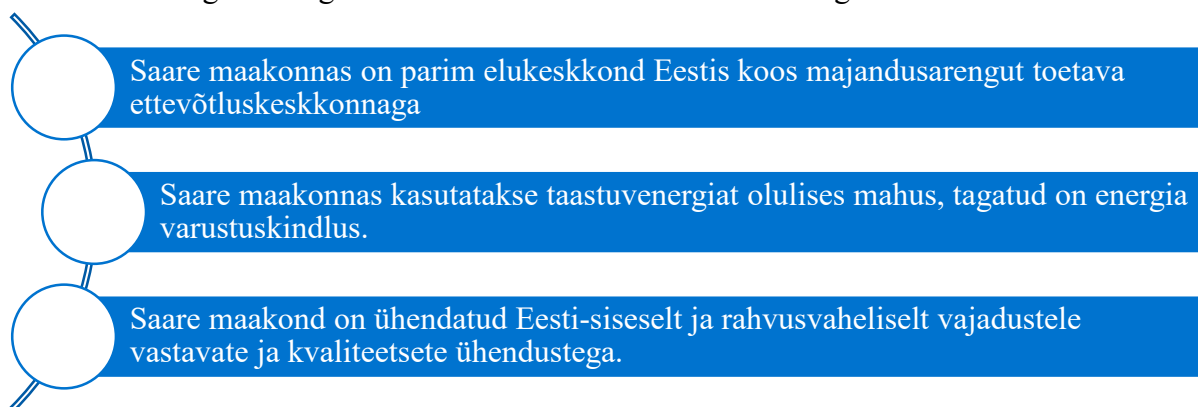 Saare maakonnas on parim elukeskkond Eestis koos majandusarengut toetava
ettevõtluskeskkonnaga
Saare maakonnas kasutatakse taastuvenergiat olulises mahus, tagatud on energia
varustuskindlus.
Saare maakond on ühendatud Eesti-siseselt ja rahvusvaheliselt vajadustele
vastavate ja kvaliteetsete ühendustega.